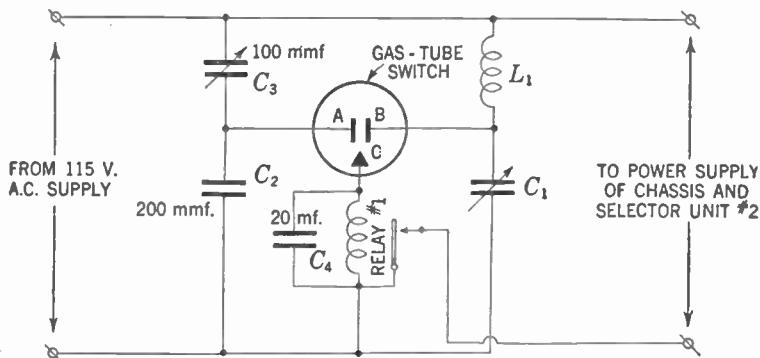 100 mmf
C3
GAS-TUBE
SWITCH
L1
A
B
C
FROM 115 V.
A.C. SUPPLY
C2
200 mmf.
20 mf.
C4
RELAY #1
C1
TO POWER SUPPLY
OF CHASSIS AND
SELECTOR UNIT #2